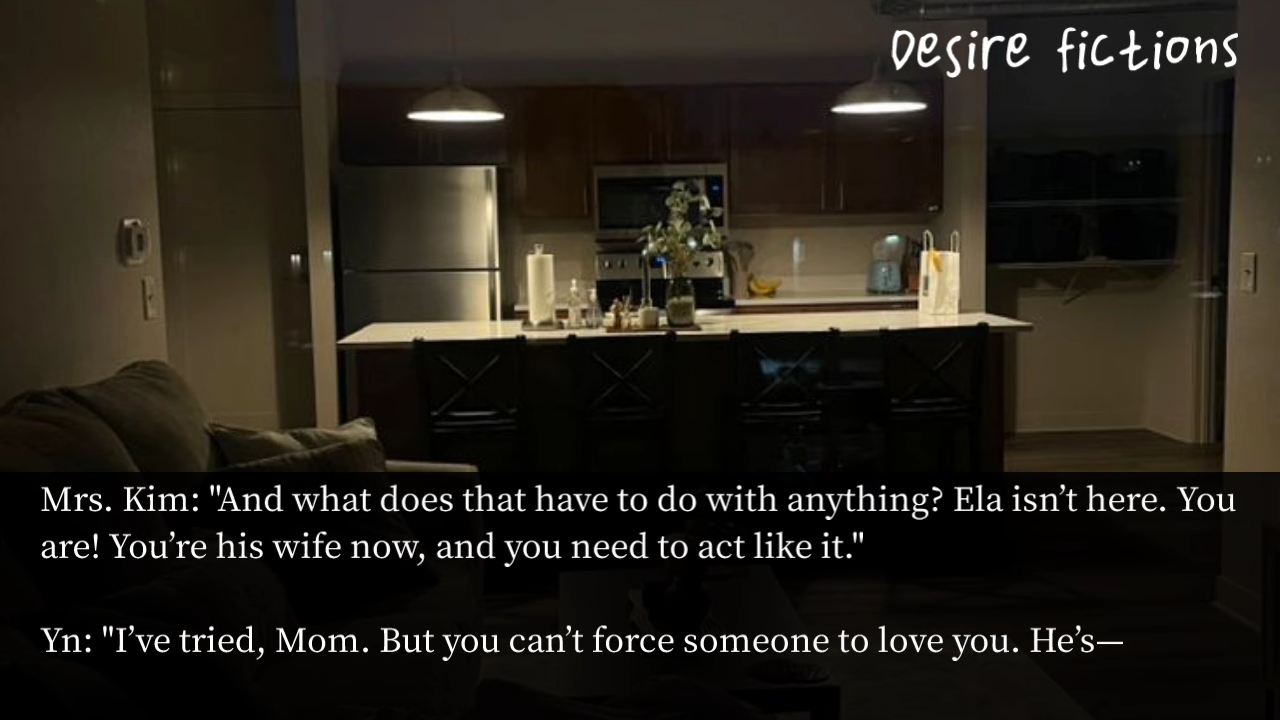 Desire fictions
Mrs. Kim: "And what does that have to do with anything? Ela isn’t here. You
are! You’re his wife now, and you need to act like it."
Yn: "I’ve tried, Mom. But you can’t force someone to love you. He’s—